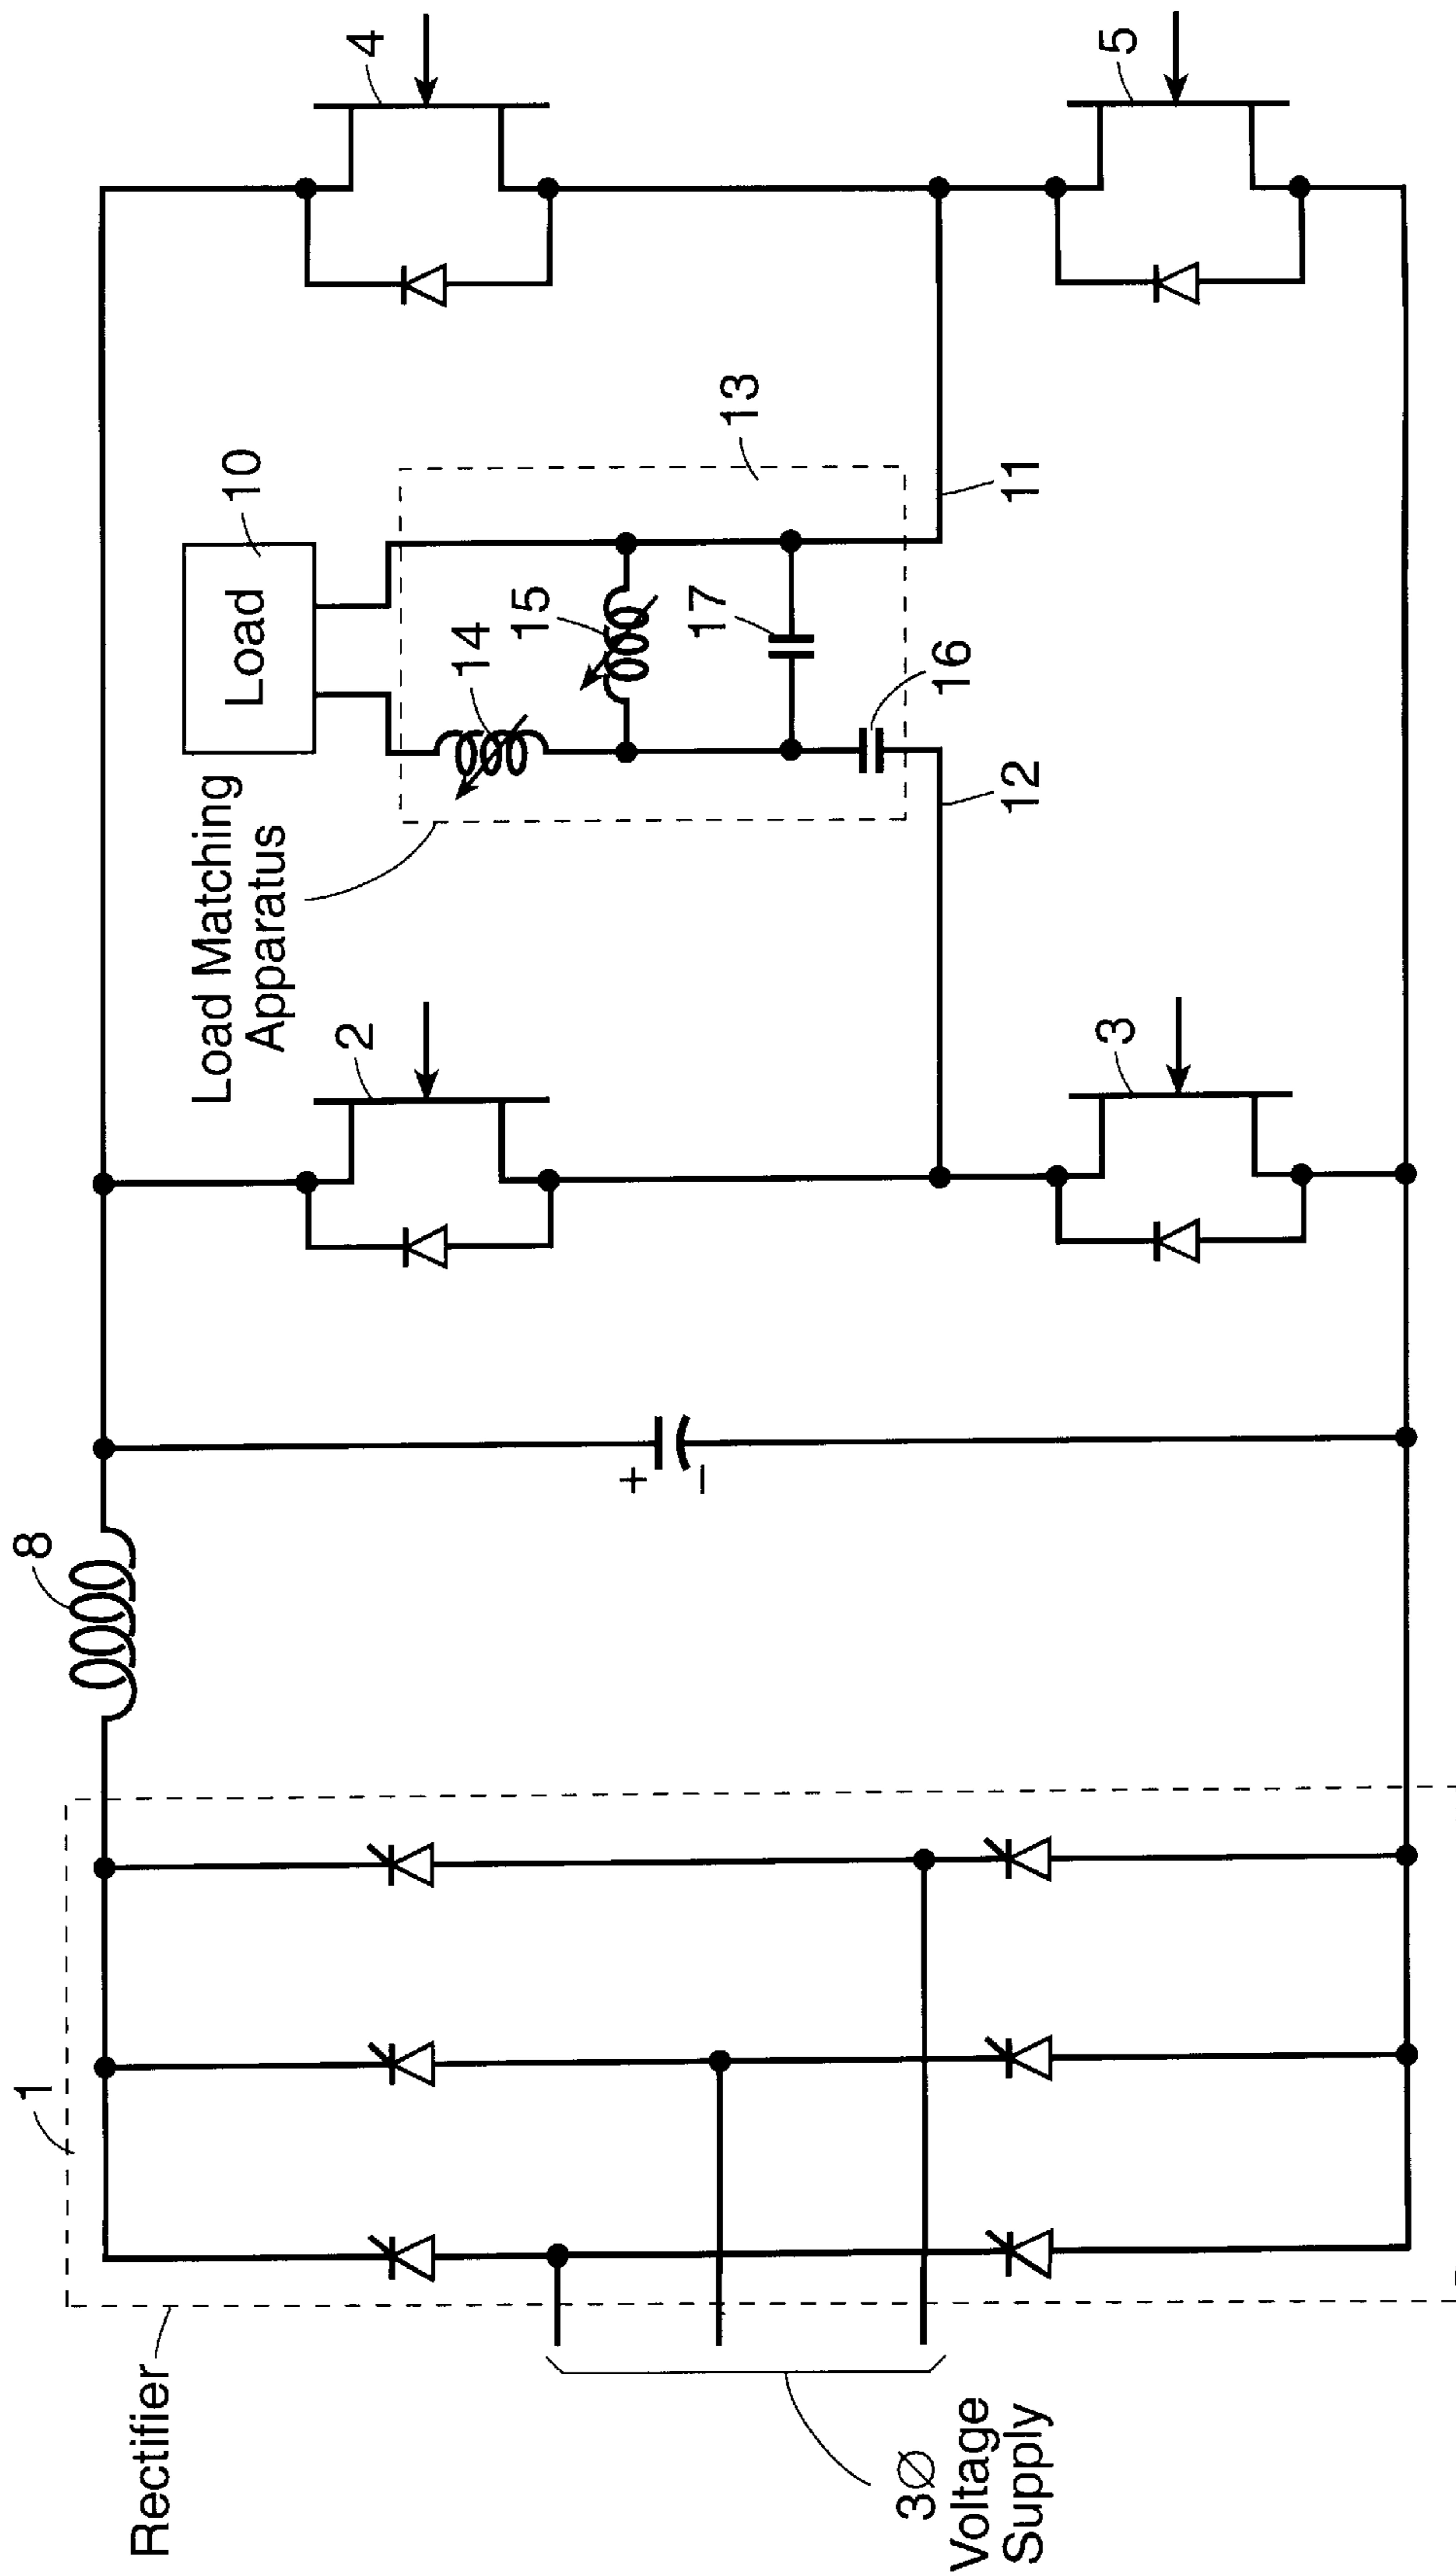 Rectifier
1
3Ø
Voltage
Supply
8
+
–
Load Matching
Apparatus
2
3
Load
10
14
15
17
16
13
12
11
4
5